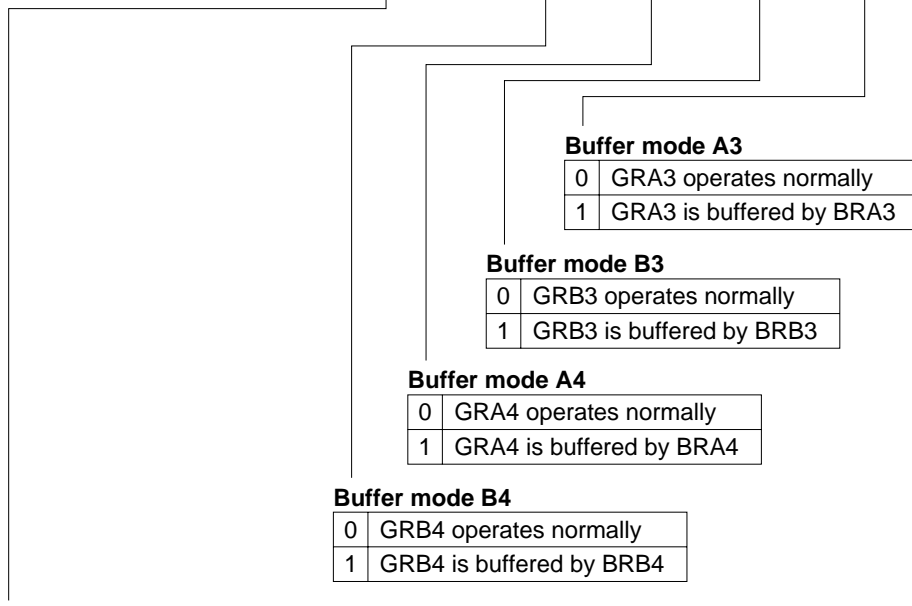 Buffer mode A3
0 GRA3 operates normally
1 GRA3 is buffered by BRA3
Buffer mode B3
0 GRB3 operates normally
1 GRB3 is buffered by BRB3
Buffer mode A4
0 GRA4 operates normally
1 GRA4 is buffered by BRA4
Buffer mode B4
0 GRB4 operates normally
1 GRB4 is buffered by BRB4